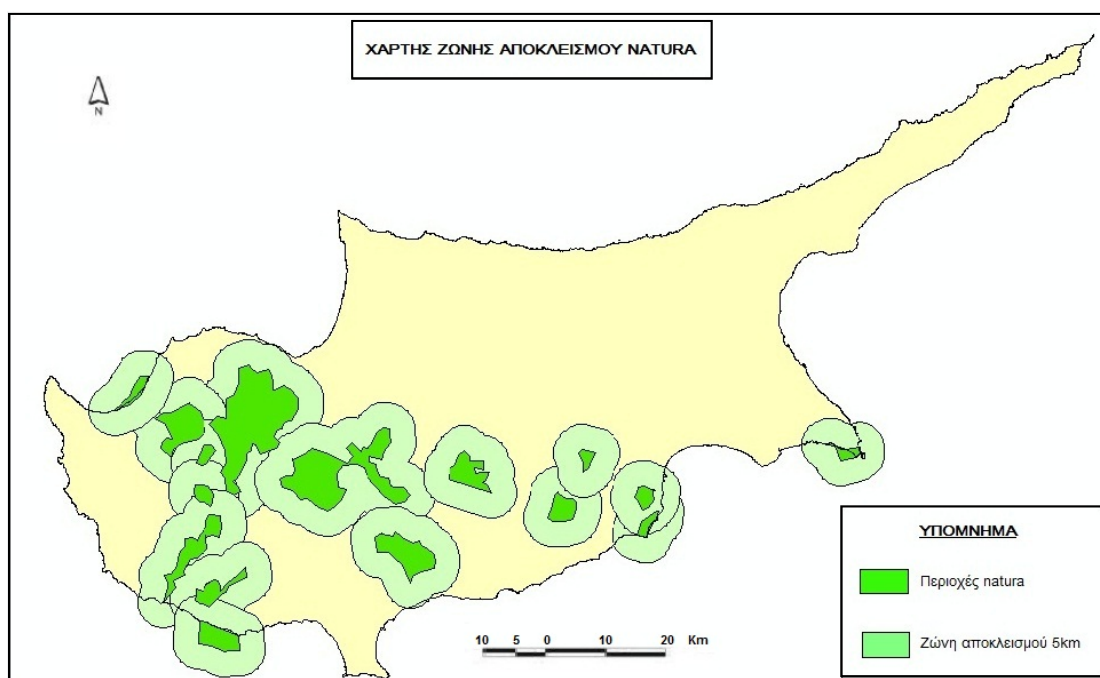 ΧΑΡΤΗΣ ΖΩΝΗΣ ΑΠΟΚΛΕΙΣΜΟΥ NATURA
N
ΥΠΟΜΝΗΜΑ
Περιοχές natura
Ζώνη αποκλεισμού 5km
10 5 0 10 20 Km